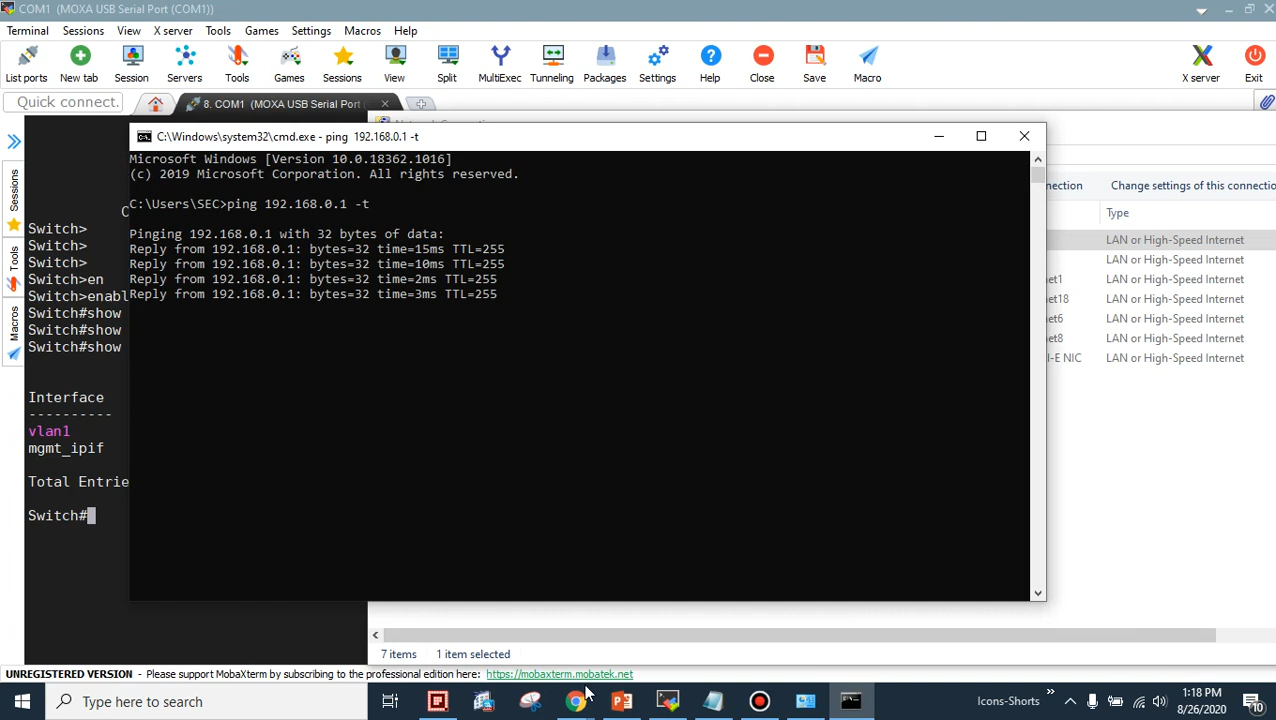 COM1 (MOXA USB Serial Port (COM1))
Terminal Sessions View X server Tools Games Settings Macros Help
List ports New tab Session Servers Tools Games Sessions View Split MultiExec Tunneling Packages Settings Help Close Save Macro X server Exit
Quick connect. 8. COM1 (MOXA USB Serial Port
Sessions
Tools
Macros
C:\Windows\system32\cmd.exe - ping 192.168.0.1 -t
Microsoft Windows [Version 10.0.18362.1016]
(c) 2019 Microsoft Corporation. All rights reserved.
C:\Users\SEC>ping 192.168.0.1 -t
Pinging 192.168.0.1 with 32 bytes of data:
Reply from 192.168.0.1: bytes=32 time=15ms TTL=255
Reply from 192.168.0.1: bytes=32 time=10ms TTL=255
Reply from 192.168.0.1: bytes=32 time=2ms TTL=255
Reply from 192.168.0.1: bytes=32 time=3ms TTL=255
C
Switch>
Switch>
Switch>
Switch>en
Switch>enabl
Switch#show
Switch#show
Switch#show
Interface
----------
vlan1
mgmt_ipif
Total Entrie
Switch#
nection Change settings of this connectio
Type
LAN or High-Speed Internet
LAN or High-Speed Internet
et1 LAN or High-Speed Internet
et18 LAN or High-Speed Internet
et6 LAN or High-Speed Internet
et8 LAN or High-Speed Internet
I-E NIC LAN or High-Speed Internet
7 items 1 item selected
UNREGISTERED VERSION - Please support MobaXterm by subscribing to the professional edition here: https://mobaxterm.mobatek.net
Type here to search
Icons-Shorts
1:18 PM
8/26/2020
10